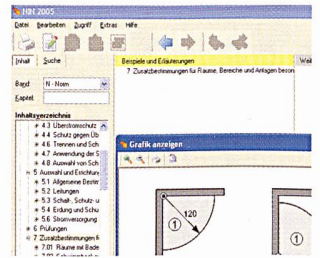 NIN 2005
Datei Bearbeiten Zugriff Extras Hilfe
Inhalt Suche
Band N - Norm
Kapitel
Inhaltsverzeichnis
4.3 Überstromschutz
4.4 Schutz gegen Üb
4.6 Trennen und Sch
4.7 Anwendung der S
4.8 Auswahl von Sch
5 Auswahl und Errichtung
5.1 Allgemeine Bestim
5.2 Leitungen
5.3 Schalt-, Schutz- u
5.4 Erdung und Schu
5.6 Stromversorgung
6 Prüfungen
7 Zusatzbestimmungen fü
7.01 Räume mit Bade
Beispiele und Erläuterungen
Weit
7 Zusatzbestimmungen für Räume, Bereiche und Anlagen beson
Grafik anzeigen
120
1
1